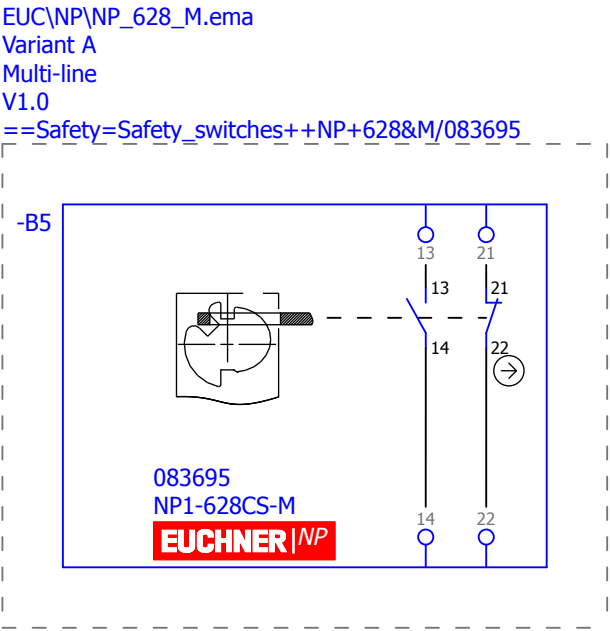 EUC\NP\NP_628_M.ema
Variant A
Multi-line
V1.0
==Safety=Safety_switches++NP+628&M/083695
-B5
13 21
13 21
14 22
083695
NP1-628CS-M
EUCHNER|NP
14 22